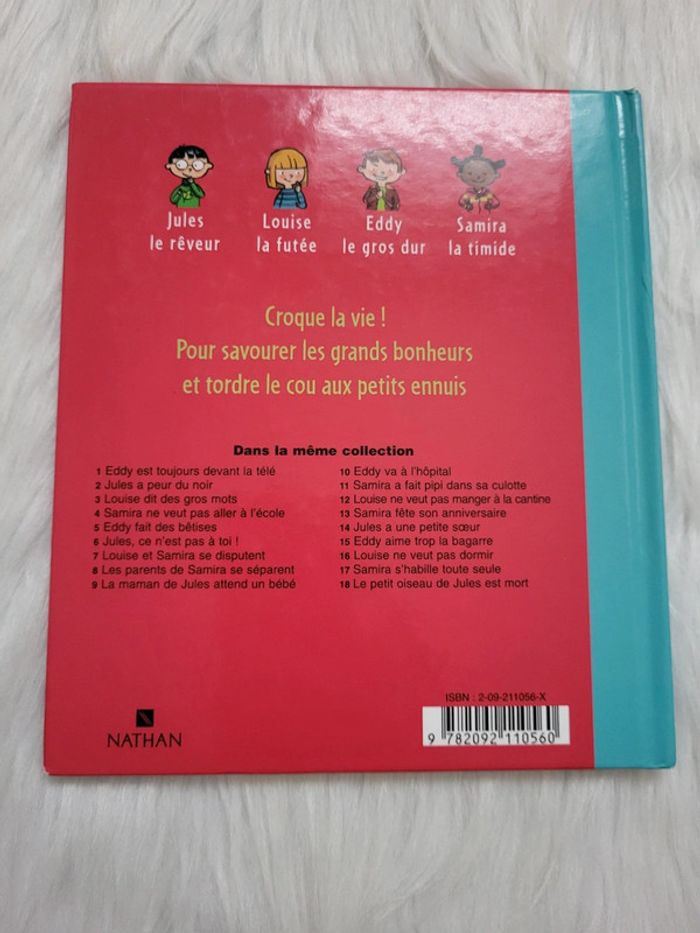 Jules
le rêveur
Louise
la futée
Eddy
le gros dur
Samira
la timide
Croque la vie !
Pour savourer les grands bonheurs
et tordre le cou aux petits ennuis
Dans la même collection
1 Eddy est toujours devant la télé
2 Jules a peur du noir
3 Louise dit des gros mots
4 Samira ne veut pas aller à l'école
5 Eddy fait des bêtises
6 Jules, ce n'est pas à toi !
7 Louise et Samira se disputent
8 Les parents de Samira se séparent
9 La maman de Jules attend un bébé
10 Eddy va à l'hôpital
11 Samira a fait pipi dans sa culotte
12 Louise ne veut pas manger à la cantine
13 Samira fête son anniversaire
14 Jules a une petite sœur
15 Eddy aime trop la bagarre
16 Louise ne veut pas dormir
17 Samira s'habille toute seule
18 Le petit oiseau de Jules est mort
NATHAN
ISBN : 2-09-211056-X
9 782092 110560